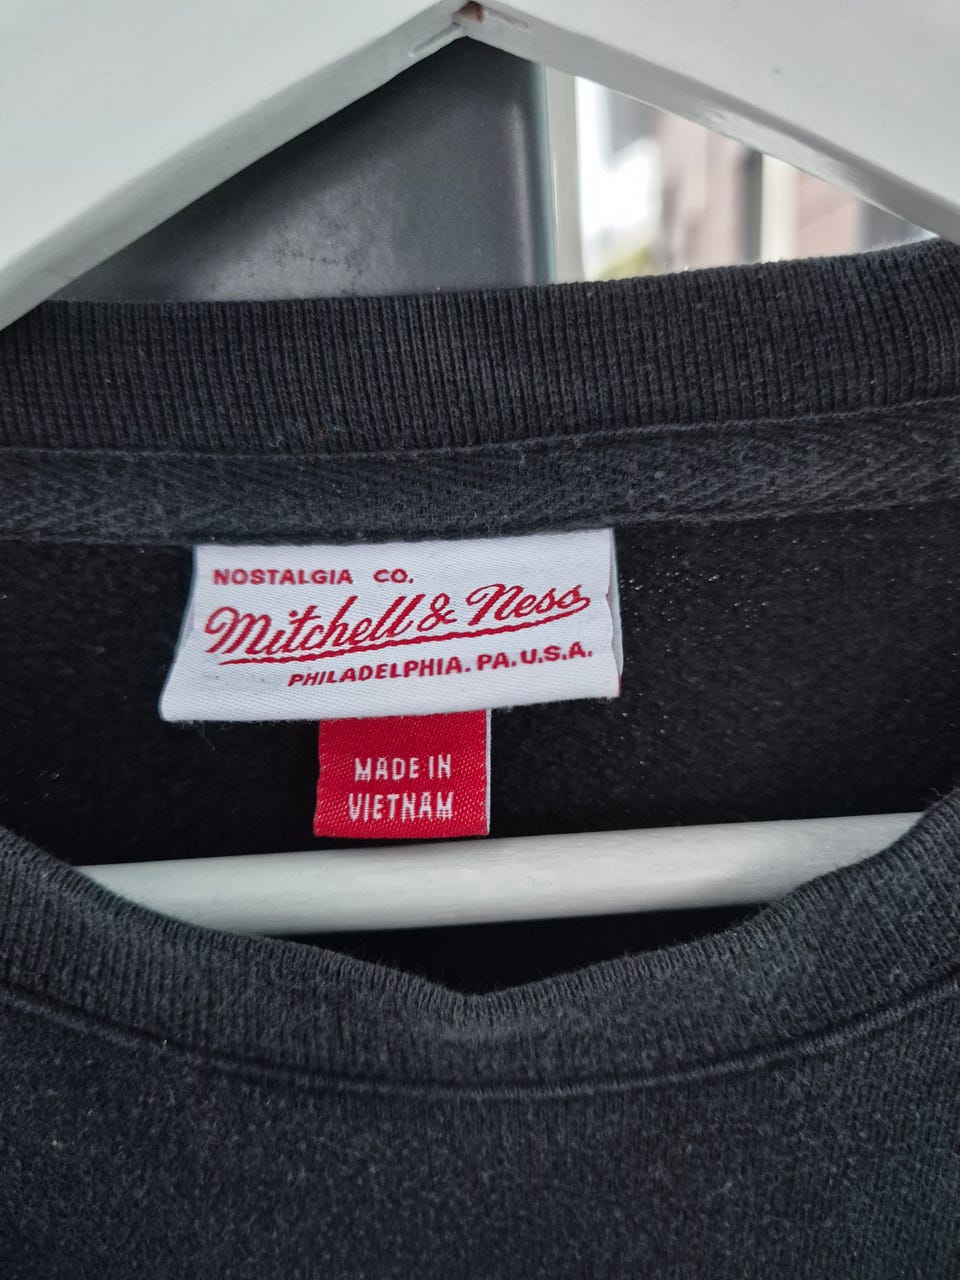 NOSTALGIA CO.
Mitchell & Ness
PHILADELPHIA. PA. U.S.A.
MADE IN
VIETNAM